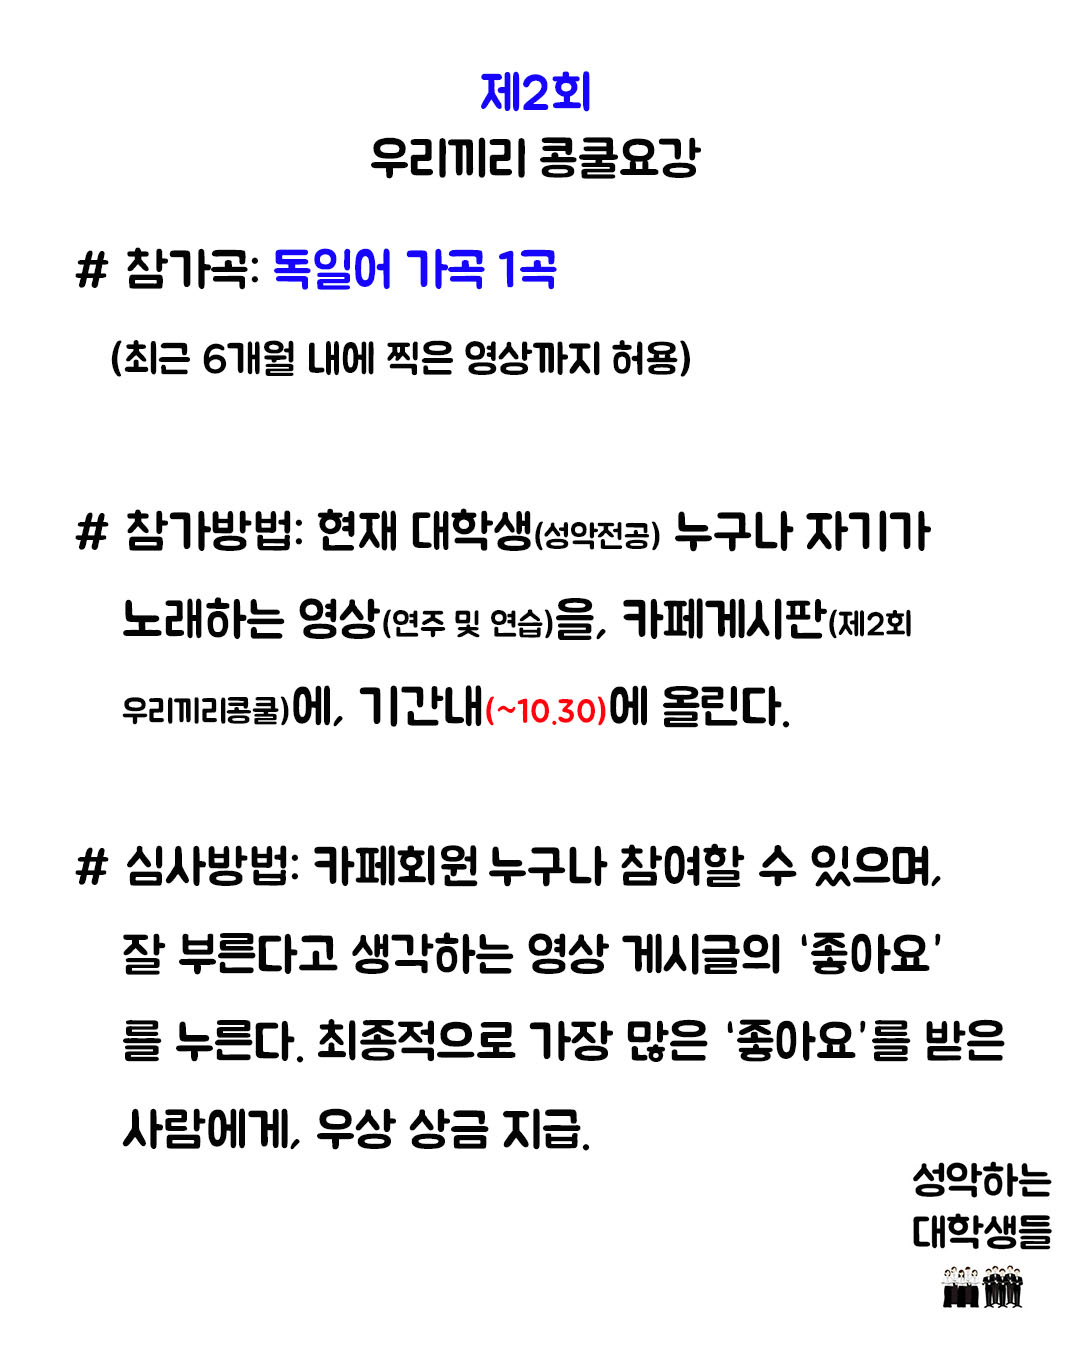 제2회
우리끼리 콩쿨요강
# 참가곡: 독일어 가곡 1곡
(최근 6개월 내에 찍은 영상까지 허용)
# 참가방법: 현재 대학생(성악전공) 누구나 자기가
노래하는 영상(연주 및 연습)을, 카페게시판(제2회
우리끼리콩쿨)에, 기간내(~10.30)에 올린다.
# 심사방법: 카페회원 누구나 참여할 수 있으며,
잘 부른다고 생각하는 영상 게시글의 '좋아요'
를 누른다. 최종적으로 가장 많은 '좋아요'를 받은
사람에게, 우상 상금 지급.
성악하는
대학생들